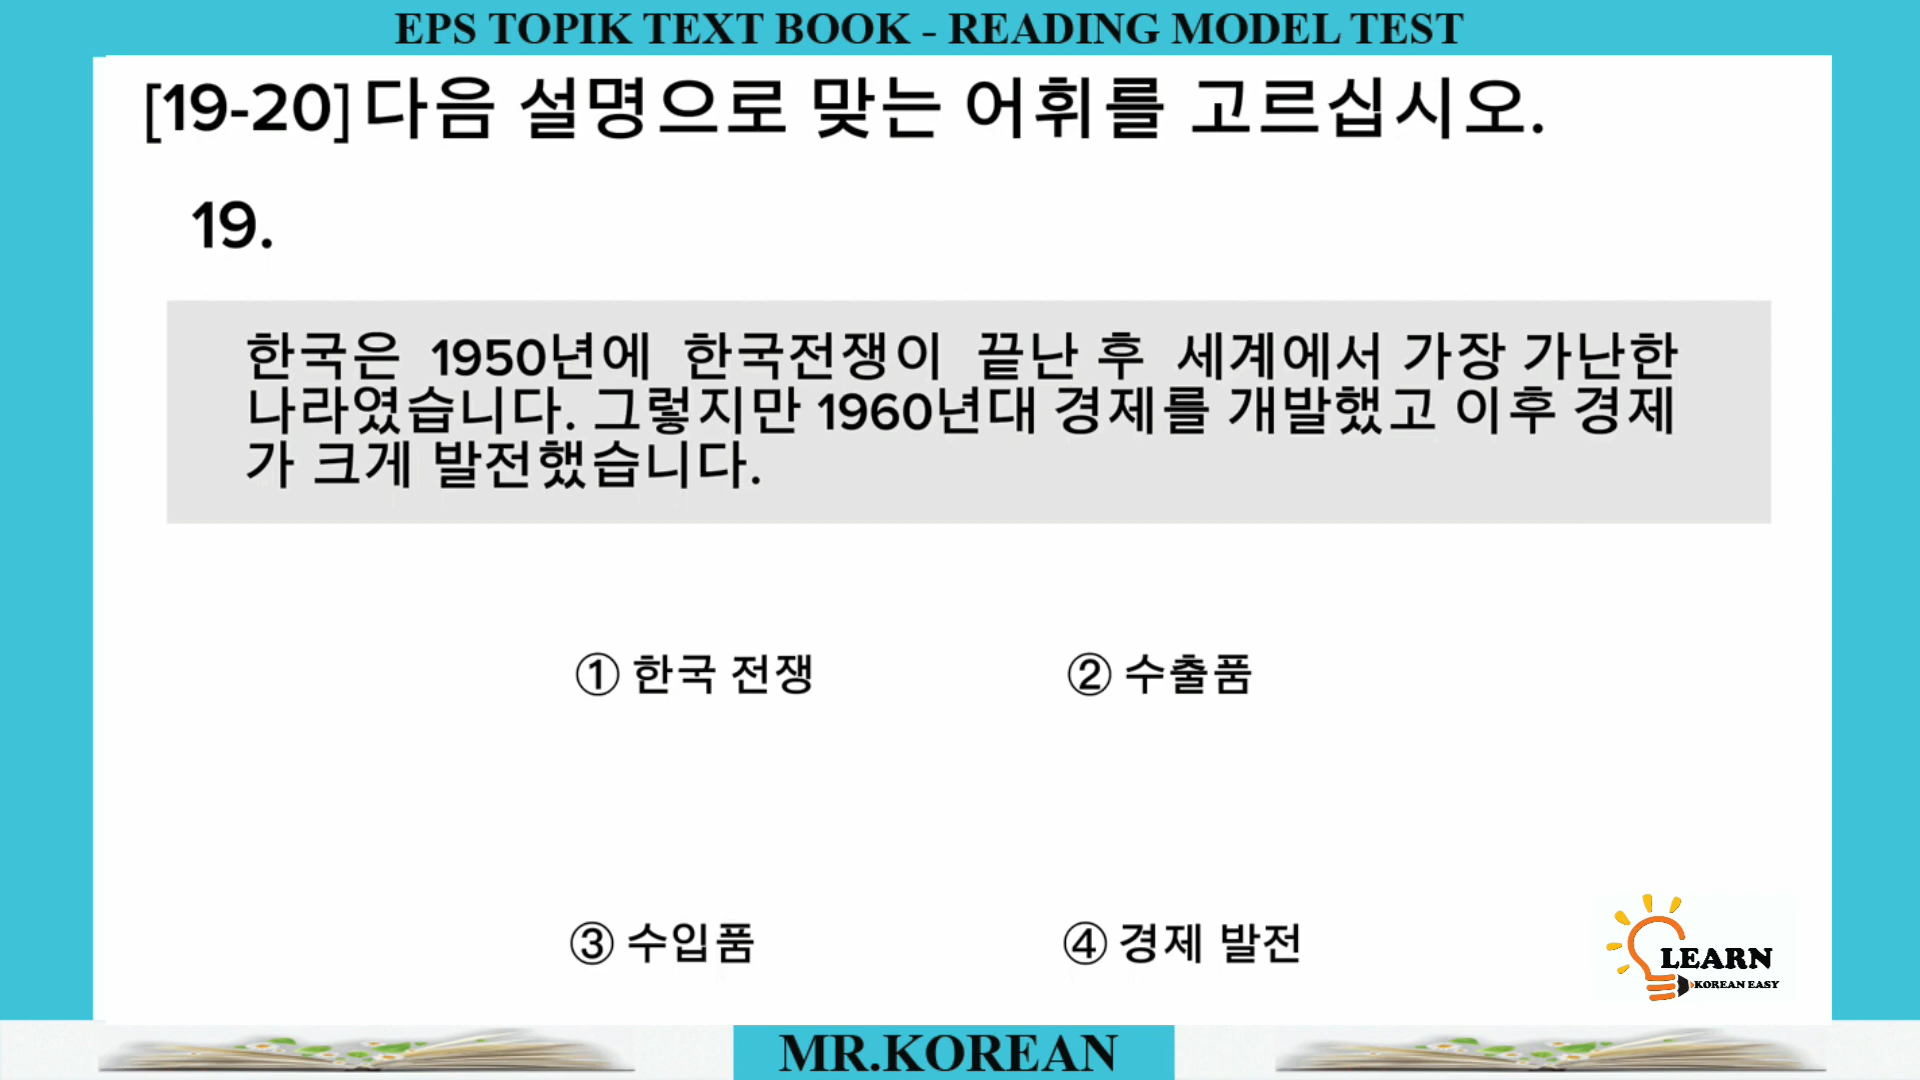 EPS TOPIK TEXT BOOK - READING MODEL TEST
[19-20]다음 설명으로 맞는 어휘를 고르십시오.
19.
한국은 1950년에 한국전쟁이 끝난 후 세계에서 가장 가난한
나라였습니다. 그렇지만 1960년대 경제를 개발했고 이후 경제
가 크게 발전했습니다.
① 한국 전쟁 ② 수출품
③ 수입품 ④ 경제 발전
LEARN
KOREAN EASY
MR.KOREAN